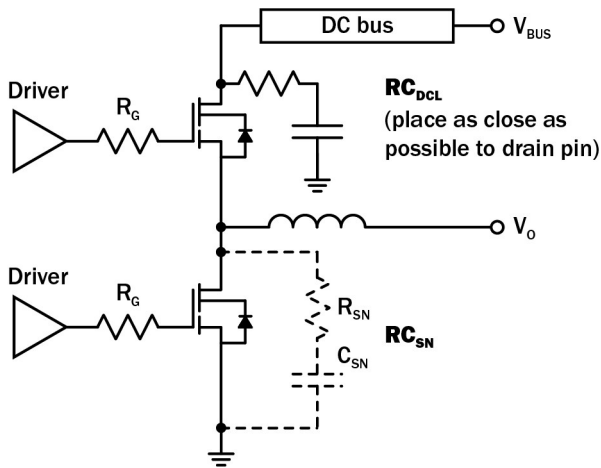 DC bus
V_BUS
Driver
R_G
RC_DCL
(place as close as
possible to drain pin)
V_O
Driver
R_G
R_SN
RC_SN
C_SN